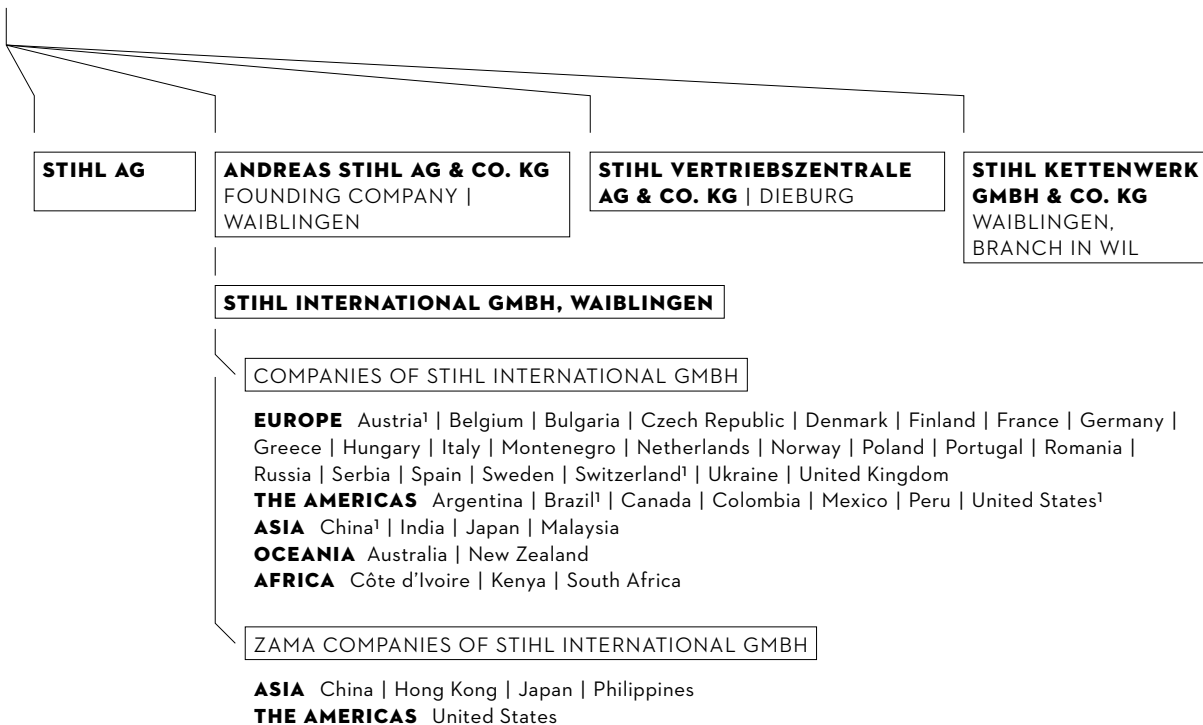 STIHL AG
ANDREAS STIHL AG & CO. KG
FOUNDING COMPANY |
WAIBLINGEN
STIHL VERTRIEBSZENTRALE
AG & CO. KG | DIEBURG
STIHL KETTENWERK
GMBH & CO. KG
WAIBLINGEN,
BRANCH IN WIL
STIHL INTERNATIONAL GMBH, WAIBLINGEN
COMPANIES OF STIHL INTERNATIONAL GMBH
EUROPE Austria¹ | Belgium | Bulgaria | Czech Republic | Denmark | Finland | France | Germany |
Greece | Hungary | Italy | Montenegro | Netherlands | Norway | Poland | Portugal | Romania |
Russia | Serbia | Spain | Sweden | Switzerland¹ | Ukraine | United Kingdom
THE AMERICAS Argentina | Brazil¹ | Canada | Colombia | Mexico | Peru | United States¹
ASIA China¹ | India | Japan | Malaysia
OCEANIA Australia | New Zealand
AFRICA Côte d’Ivoire | Kenya | South Africa
ZAMA COMPANIES OF STIHL INTERNATIONAL GMBH
ASIA China | Hong Kong | Japan | Philippines
THE AMERICAS United States